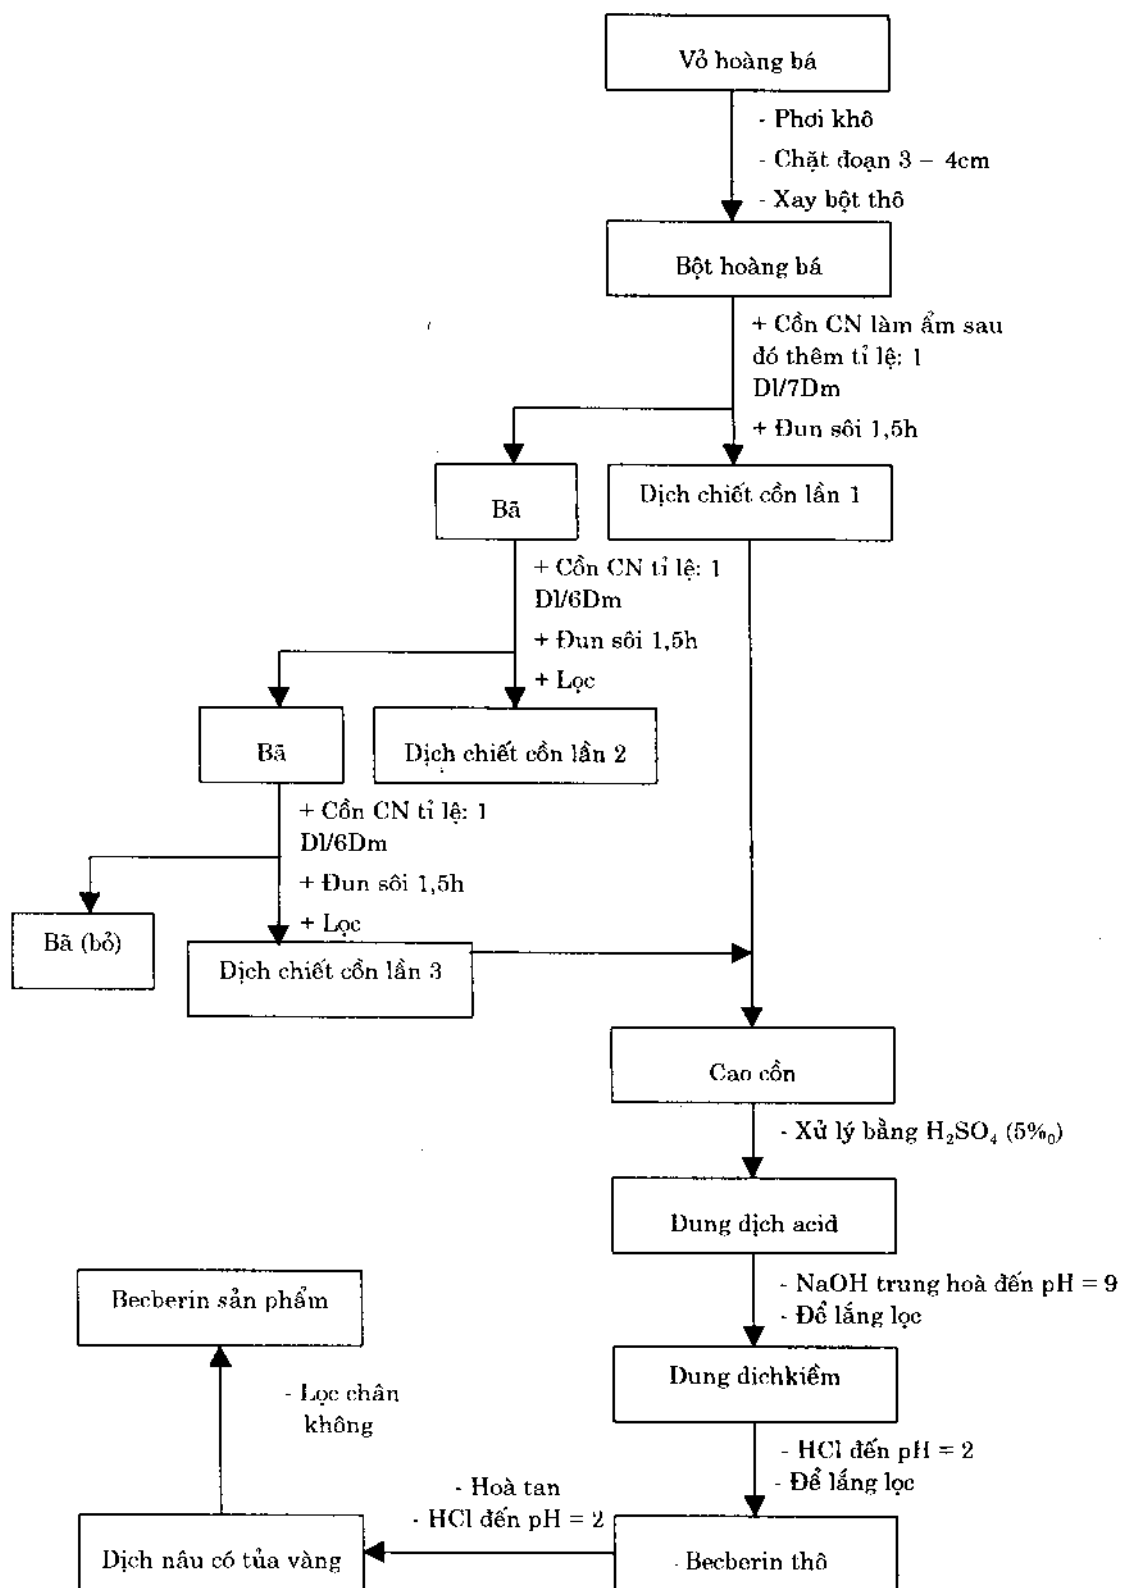 Vỏ hoàng bá
- Phơi khô
- Chặt đoạn 3 – 4cm
- Xay bột thô
Bột hoàng bá
+ Cồn CN làm ẩm sau
đó thêm tỉ lệ: 1
Dl/7Dm
+ Đun sôi 1,5h
Bã
Dịch chiết cồn lần 1
+ Cồn CN tỉ lệ: 1
Dl/6Dm
+ Đun sôi 1,5h
+ Lọc
Bã
Dịch chiết cồn lần 2
+ Cồn CN tỉ lệ: 1
Dl/6Dm
+ Đun sôi 1,5h
+ Lọc
Bã (bỏ)
Dịch chiết cồn lần 3
Cao cồn
- Xử lý bằng H₂SO₄ (5%₀)
Dung dịch acid
- NaOH trung hoà đến pH = 9
- Để lắng lọc
Dung dichkiềm
- HCl đến pH = 2
- Để lắng lọc
Becberin thô
- Hoà tan
- HCl đến pH = 2
Dịch nâu có tủa vàng
- Lọc chân
không
Becberin sản phẩm